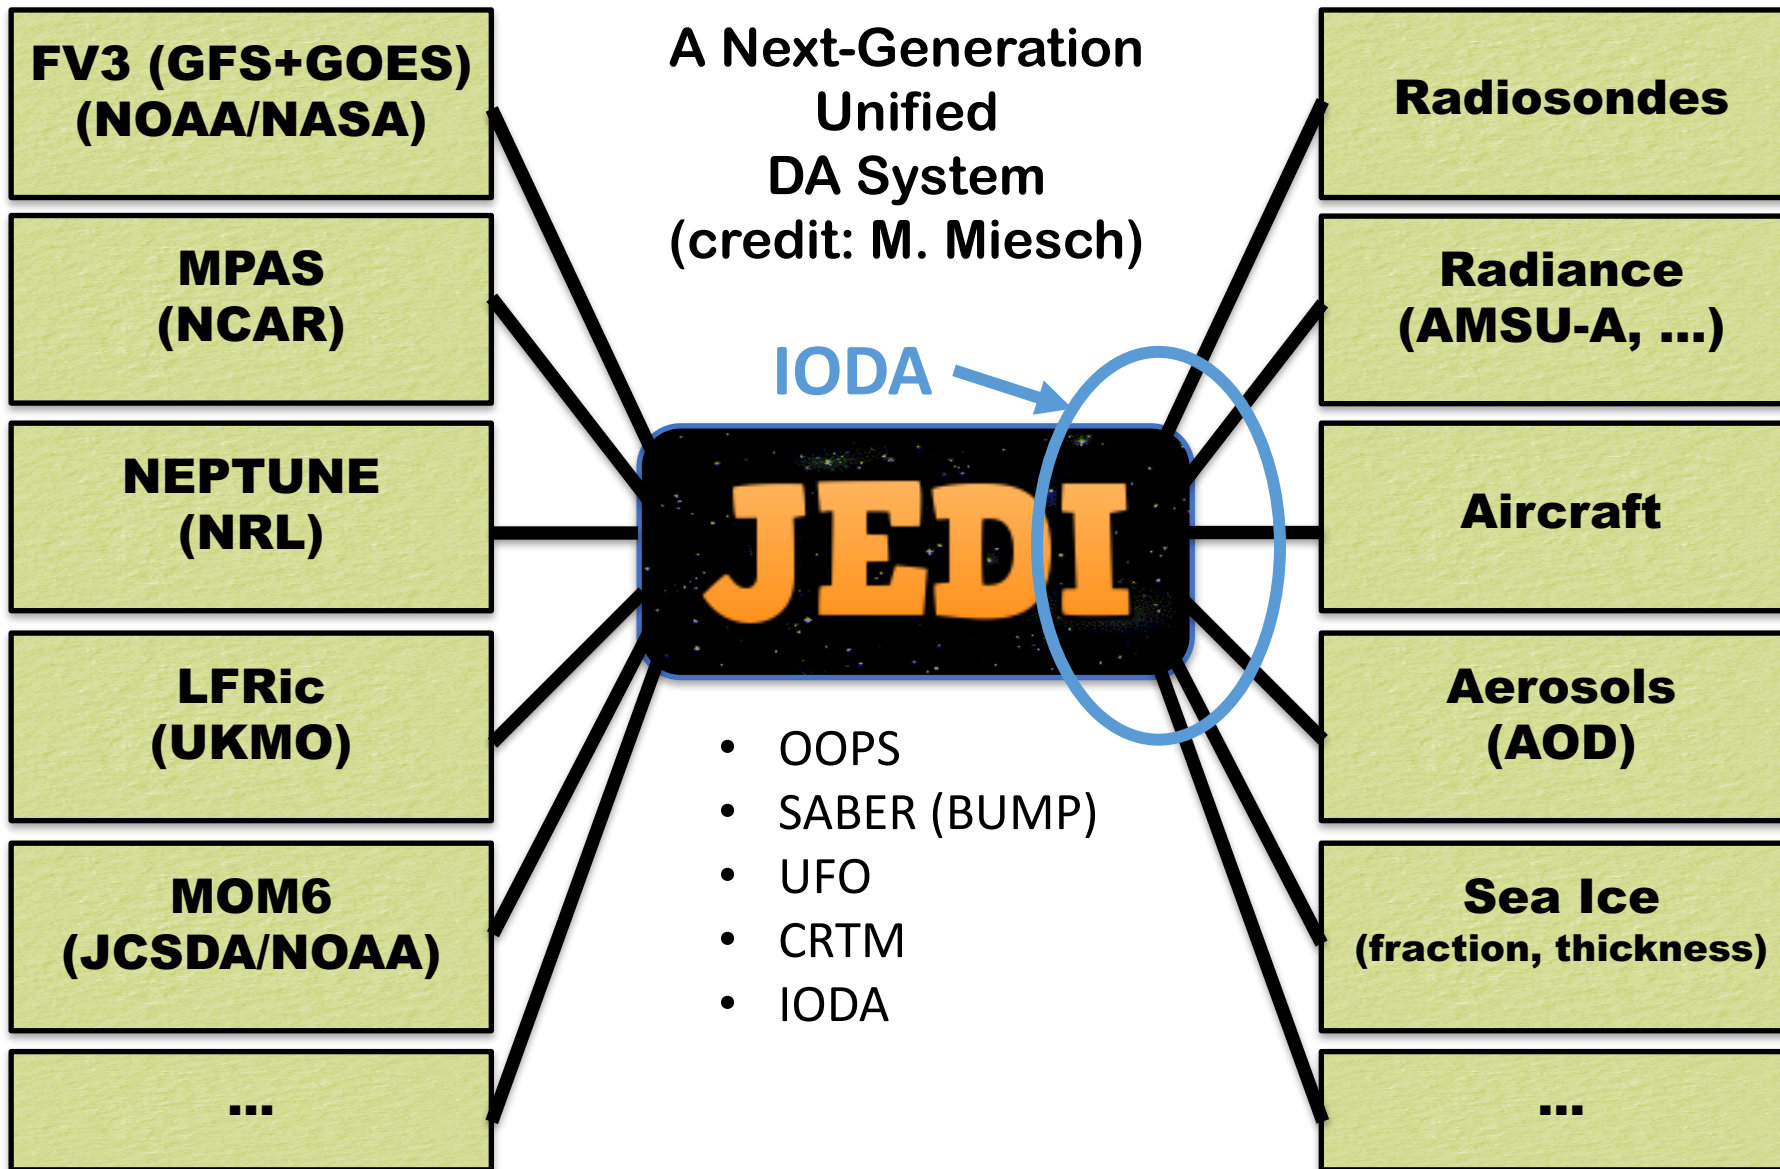 FV3 (GFS+GOES)
(NOAA/NASA)
MPAS
(NCAR)
NEPTUNE
(NRL)
LFRic
(UKMO)
MOM6
(JCSDA/NOAA)
...
A Next-Generation
Unified
DA System
(credit: M. Miesch)
IODA
JEDI
• OOPS
• SABER (BUMP)
• UFO
• CRTM
• IODA
Radiosondes
Radiance
(AMSU-A, ...)
Aircraft
Aerosols
(AOD)
Sea Ice
(fraction, thickness)
...